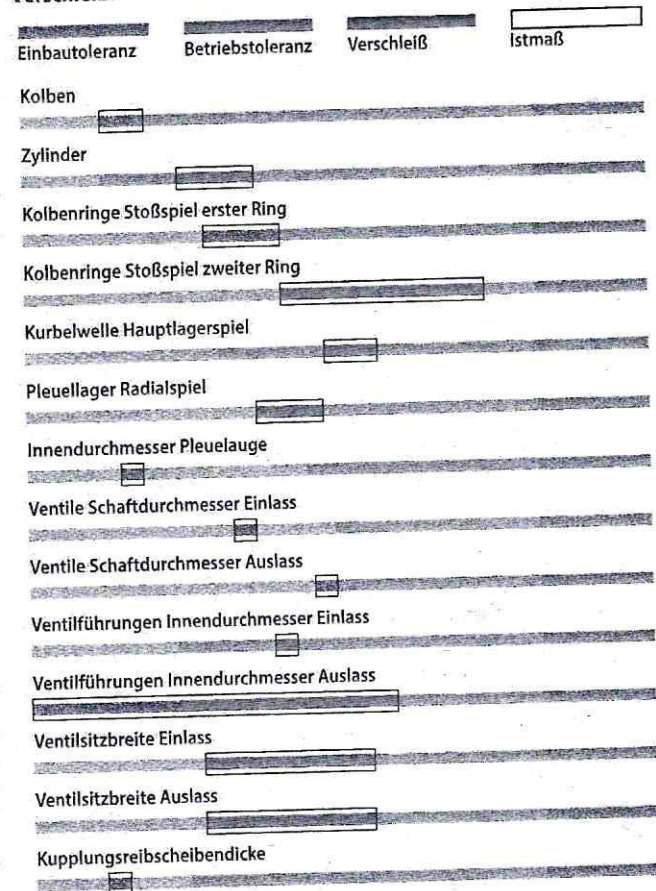 Einbautoleranz Betriebstoleranz Verschleiß Istmaß
Kolben
Zylinder
Kolbenringe Stoßspiel erster Ring
Kolbenringe Stoßspiel zweiter Ring
Kurbelwelle Hauptlagerspiel
Pleuellager Radialspiel
Innendurchmesser Pleuelauge
Ventile Schaftdurchmesser Einlass
Ventile Schaftdurchmesser Auslass
Ventilführungen Innendurchmesser Einlass
Ventilführungen Innendurchmesser Auslass
Ventilsitzbreite Einlass
Ventilsitzbreite Auslass
Kupplungsreibscheibendicke